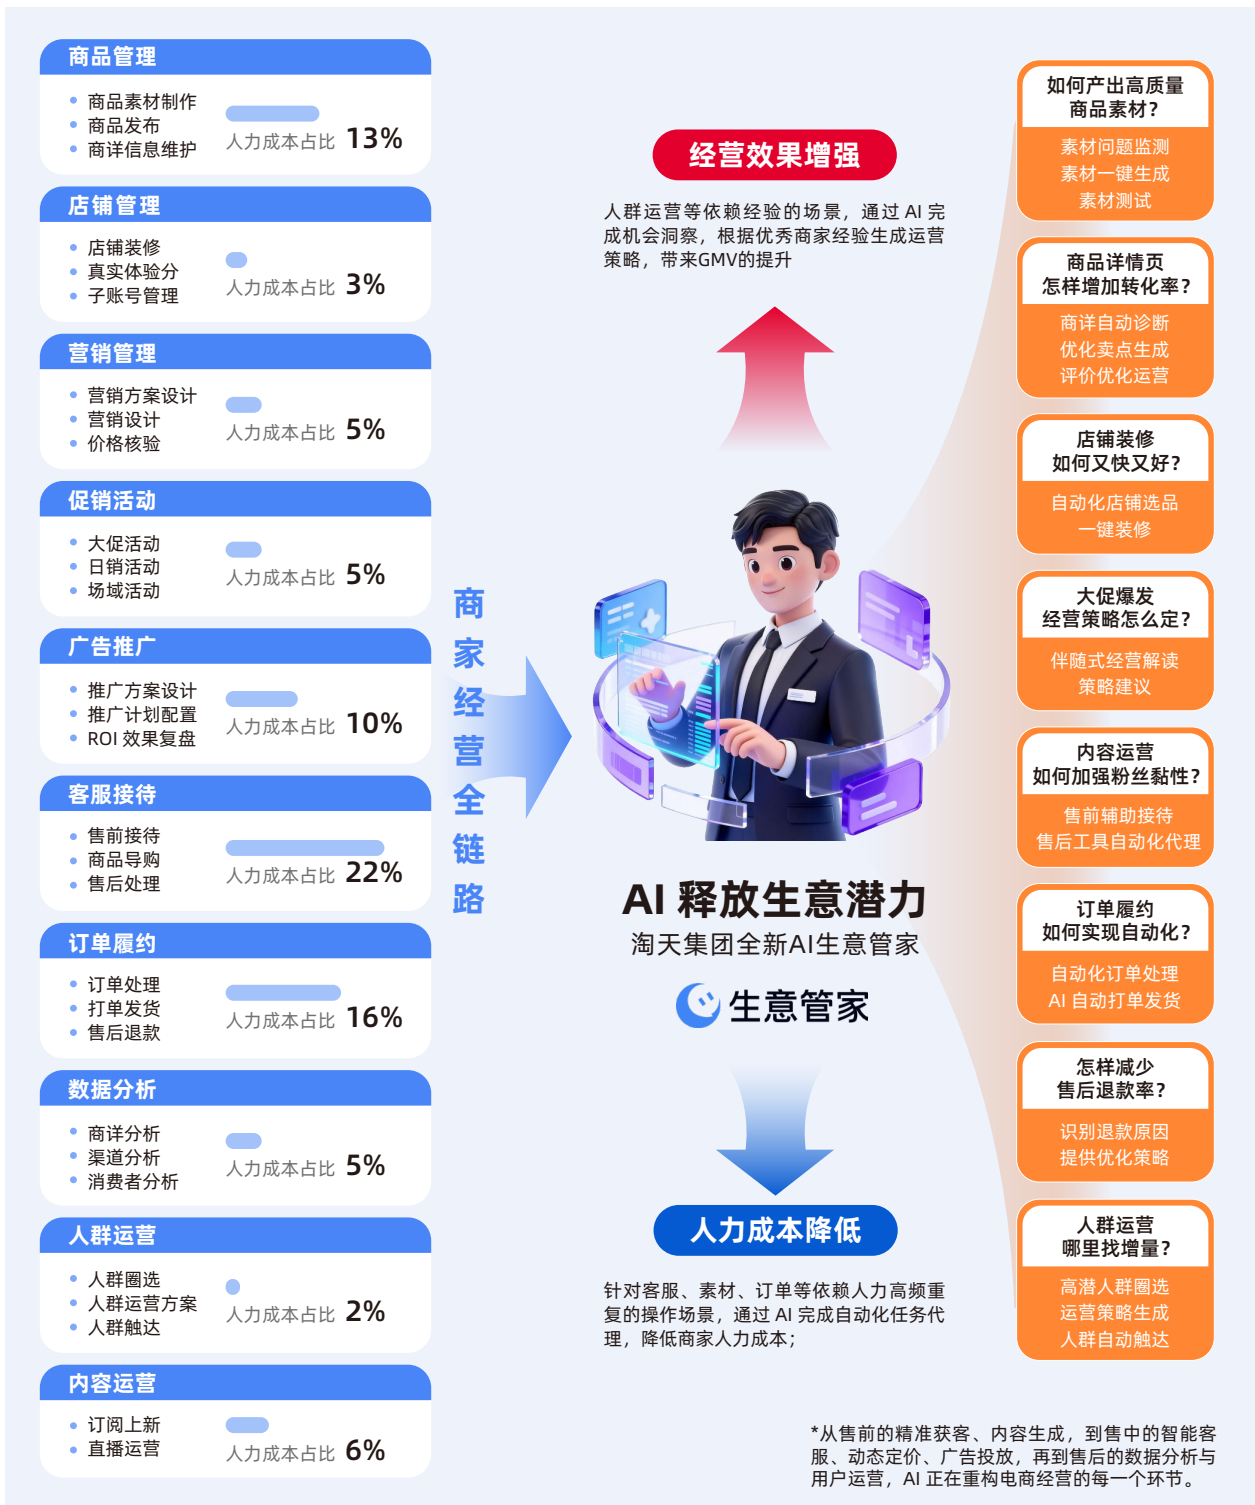 商品管理
商品素材制作
商品发布
商详信息维护
人力成本占比 13%
店铺管理
店铺装修
真实体验分
子账号管理
人力成本占比 3%
营销管理
营销方案设计
营销设计
价格核验
人力成本占比 5%
促销活动
大促活动
日销活动
场域活动
人力成本占比 5%
广告推广
推广方案设计
推广计划配置
ROI 效果复盘
人力成本占比 10%
客服接待
售前接待
商品导购
售后处理
人力成本占比 22%
订单履约
订单处理
打单发货
售后退款
人力成本占比 16%
数据分析
商详分析
渠道分析
消费者分析
人力成本占比 5%
人群运营
人群圈选
人群运营方案
人群触达
人力成本占比 2%
内容运营
订阅上新
直播运营
人力成本占比 6%
商家经营全链路
经营效果增强
人群运营等依赖经验的场景，通过 AI 完
成机会洞察，根据优秀商家经验生成运营
策略，带来GMV的提升
AI 释放生意潜力
淘天集团全新AI生意管家
生意管家
人力成本降低
针对客服、素材、订单等依赖人力高频重
复的操作场景，通过 AI 完成自动化任务代
理，降低商家人力成本；
如何产出高质量
商品素材？
素材问题监测
素材一键生成
素材测试
商品详情页
怎样增加转化率？
商详自动诊断
优化卖点生成
评价优化运营
店铺装修
如何又快又好？
自动化店铺选品
一键装修
大促爆发
经营策略怎么定？
伴随式经营解读
策略建议
内容运营
如何加强粉丝黏性？
售前辅助接待
售后工具自动化代理
订单履约
如何实现自动化？
自动化订单处理
AI 自动打单发货
怎样减少
售后退款率？
识别退款原因
提供优化策略
人群运营
哪里找增量？
高潜人群圈选
运营策略生成
人群自动触达
*从售前的精准获客、内容生成，到售中的智能客
服、动态定价、广告投放，再到售后的数据分析与
用户运营，AI 正在重构电商经营的每一个环节。